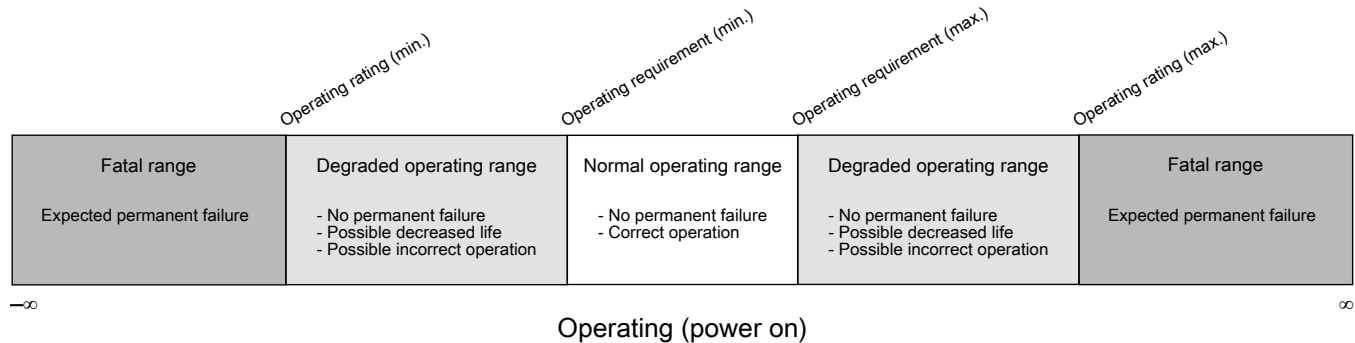 Operating rating (min.)
Operating requirement (min.)
Operating requirement (max.)
Operating rating (max.)
Fatal range
Expected permanent failure
Degraded operating range
- No permanent failure
- Possible decreased life
- Possible incorrect operation
Normal operating range
- No permanent failure
- Correct operation
Degraded operating range
- No permanent failure
- Possible decreased life
- Possible incorrect operation
Fatal range
Expected permanent failure
–∞
∞
Operating (power on)